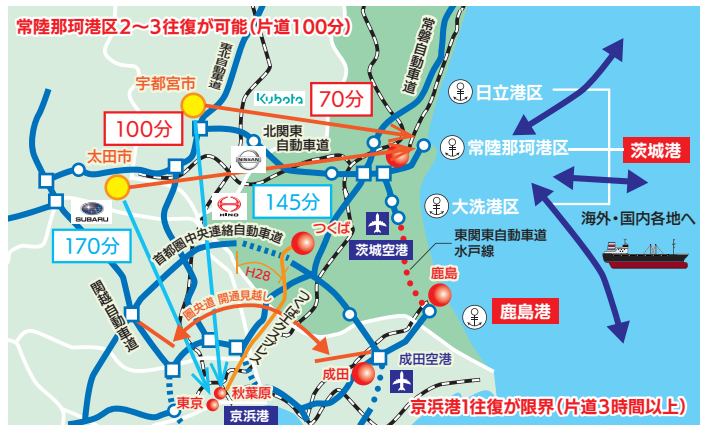 常陸那珂港区2〜3往復が可能（片道100分）
東北自動車道
常磐自動車道
宇都宮市
Kubota
70分
日立港区
100分
北関東
自動車道
常陸那珂港区
茨城港
太田市
NISSAN
SUBARU
HINO
145分
大洗港区
170分
首都圏中央連絡自動車道
つくば
茨城空港
東関東自動車道
水戸線
海外・国内各地へ
H28
鹿島
関越自動車道
圏央道 開通見越し
つくばエクスプレス
鹿島港
成田空港
成田
東京
秋葉原
京浜港
京浜港1往復が限界（片道3時間以上）